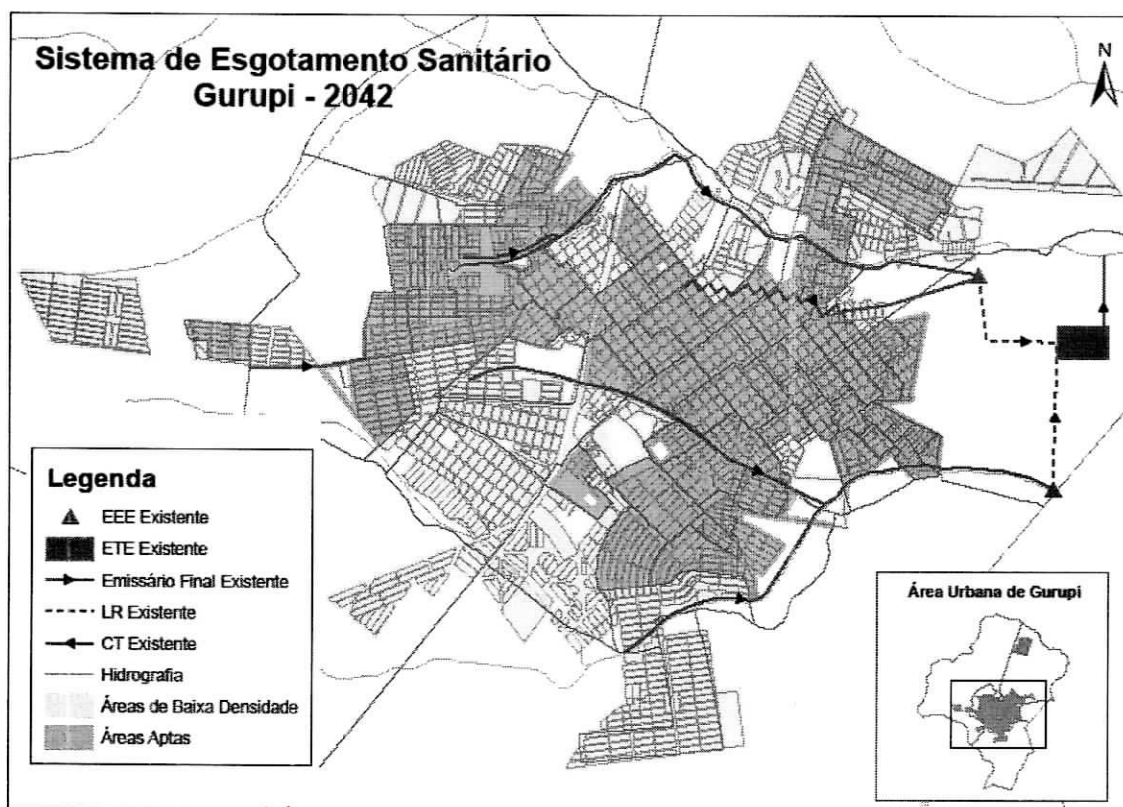 Sistema de Esgotamento Sanitário
Gurupi - 2042
N
Legenda
EEE Existente
ETE Existente
Emissário Final Existente
LR Existente
CT Existente
Hidrografia
Áreas de Baixa Densidade
Áreas Aptas
Área Urbana de Gurupi